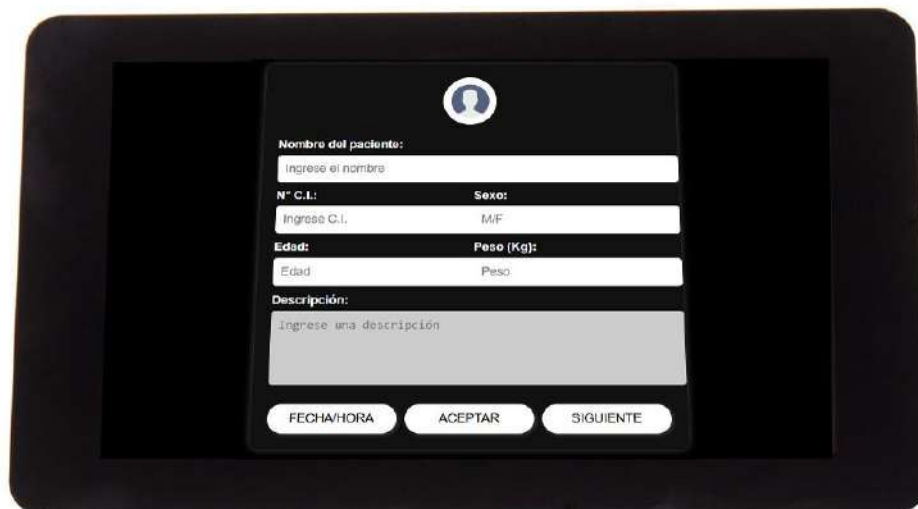 Nombre del paciente:
Ingrese el nombre
N° C.I.: Sexo:
Ingrese C.I. M/F
Edad: Peso (Kg):
Edad Peso
Descripción:
Ingrese una descripción
FECHA/HORA ACEPTAR SIGUIENTE